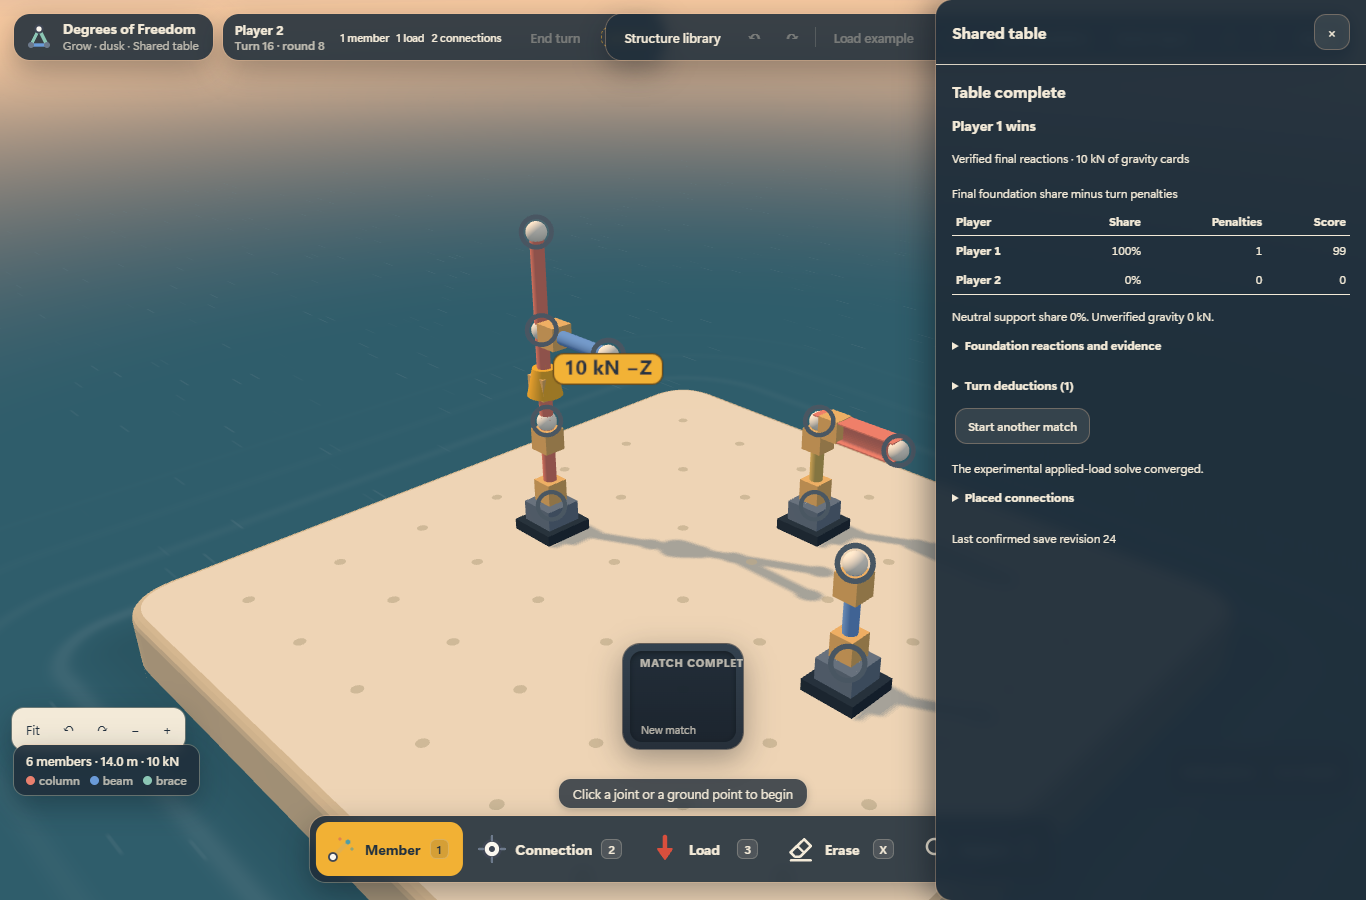 Degrees of Freedom
Grow · dusk · Shared table
Player 2
Turn 16 · round 8
1 member 1 load 2 connections
End turn
Structure library
Load example
Shared table
×
Table complete
Player 1 wins
Verified final reactions · 10 kN of gravity cards
Final foundation share minus turn penalties
Player Share Penalties Score
Player 1 100% 1 99
Player 2 0% 0 0
Neutral support share 0%. Unverified gravity 0 kN.
Foundation reactions and evidence
Turn deductions (1)
Start another match
The experimental applied-load solve converged.
Placed connections
Last confirmed save revision 24
10 kN −Z
MATCH COMPLET
New match
Fit − +
6 members · 14.0 m · 10 kN
column beam brace
Click a joint or a ground point to begin
Member 1 Connection 2 Load 3 Erase X